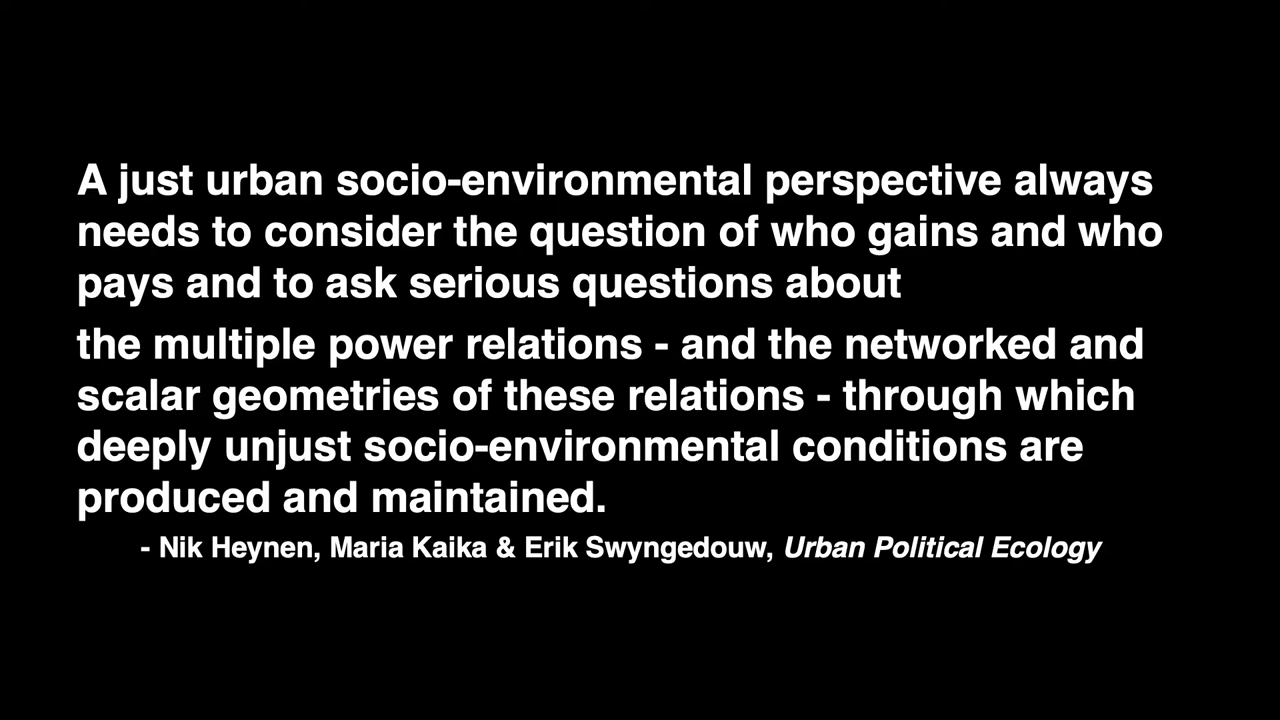 A just urban socio-environmental perspective always
needs to consider the question of who gains and who
pays and to ask serious questions about
the multiple power relations - and the networked and
scalar geometries of these relations - through which
deeply unjust socio-environmental conditions are
produced and maintained.
- Nik Heynen, Maria Kaika & Erik Swyngedouw, Urban Political Ecology